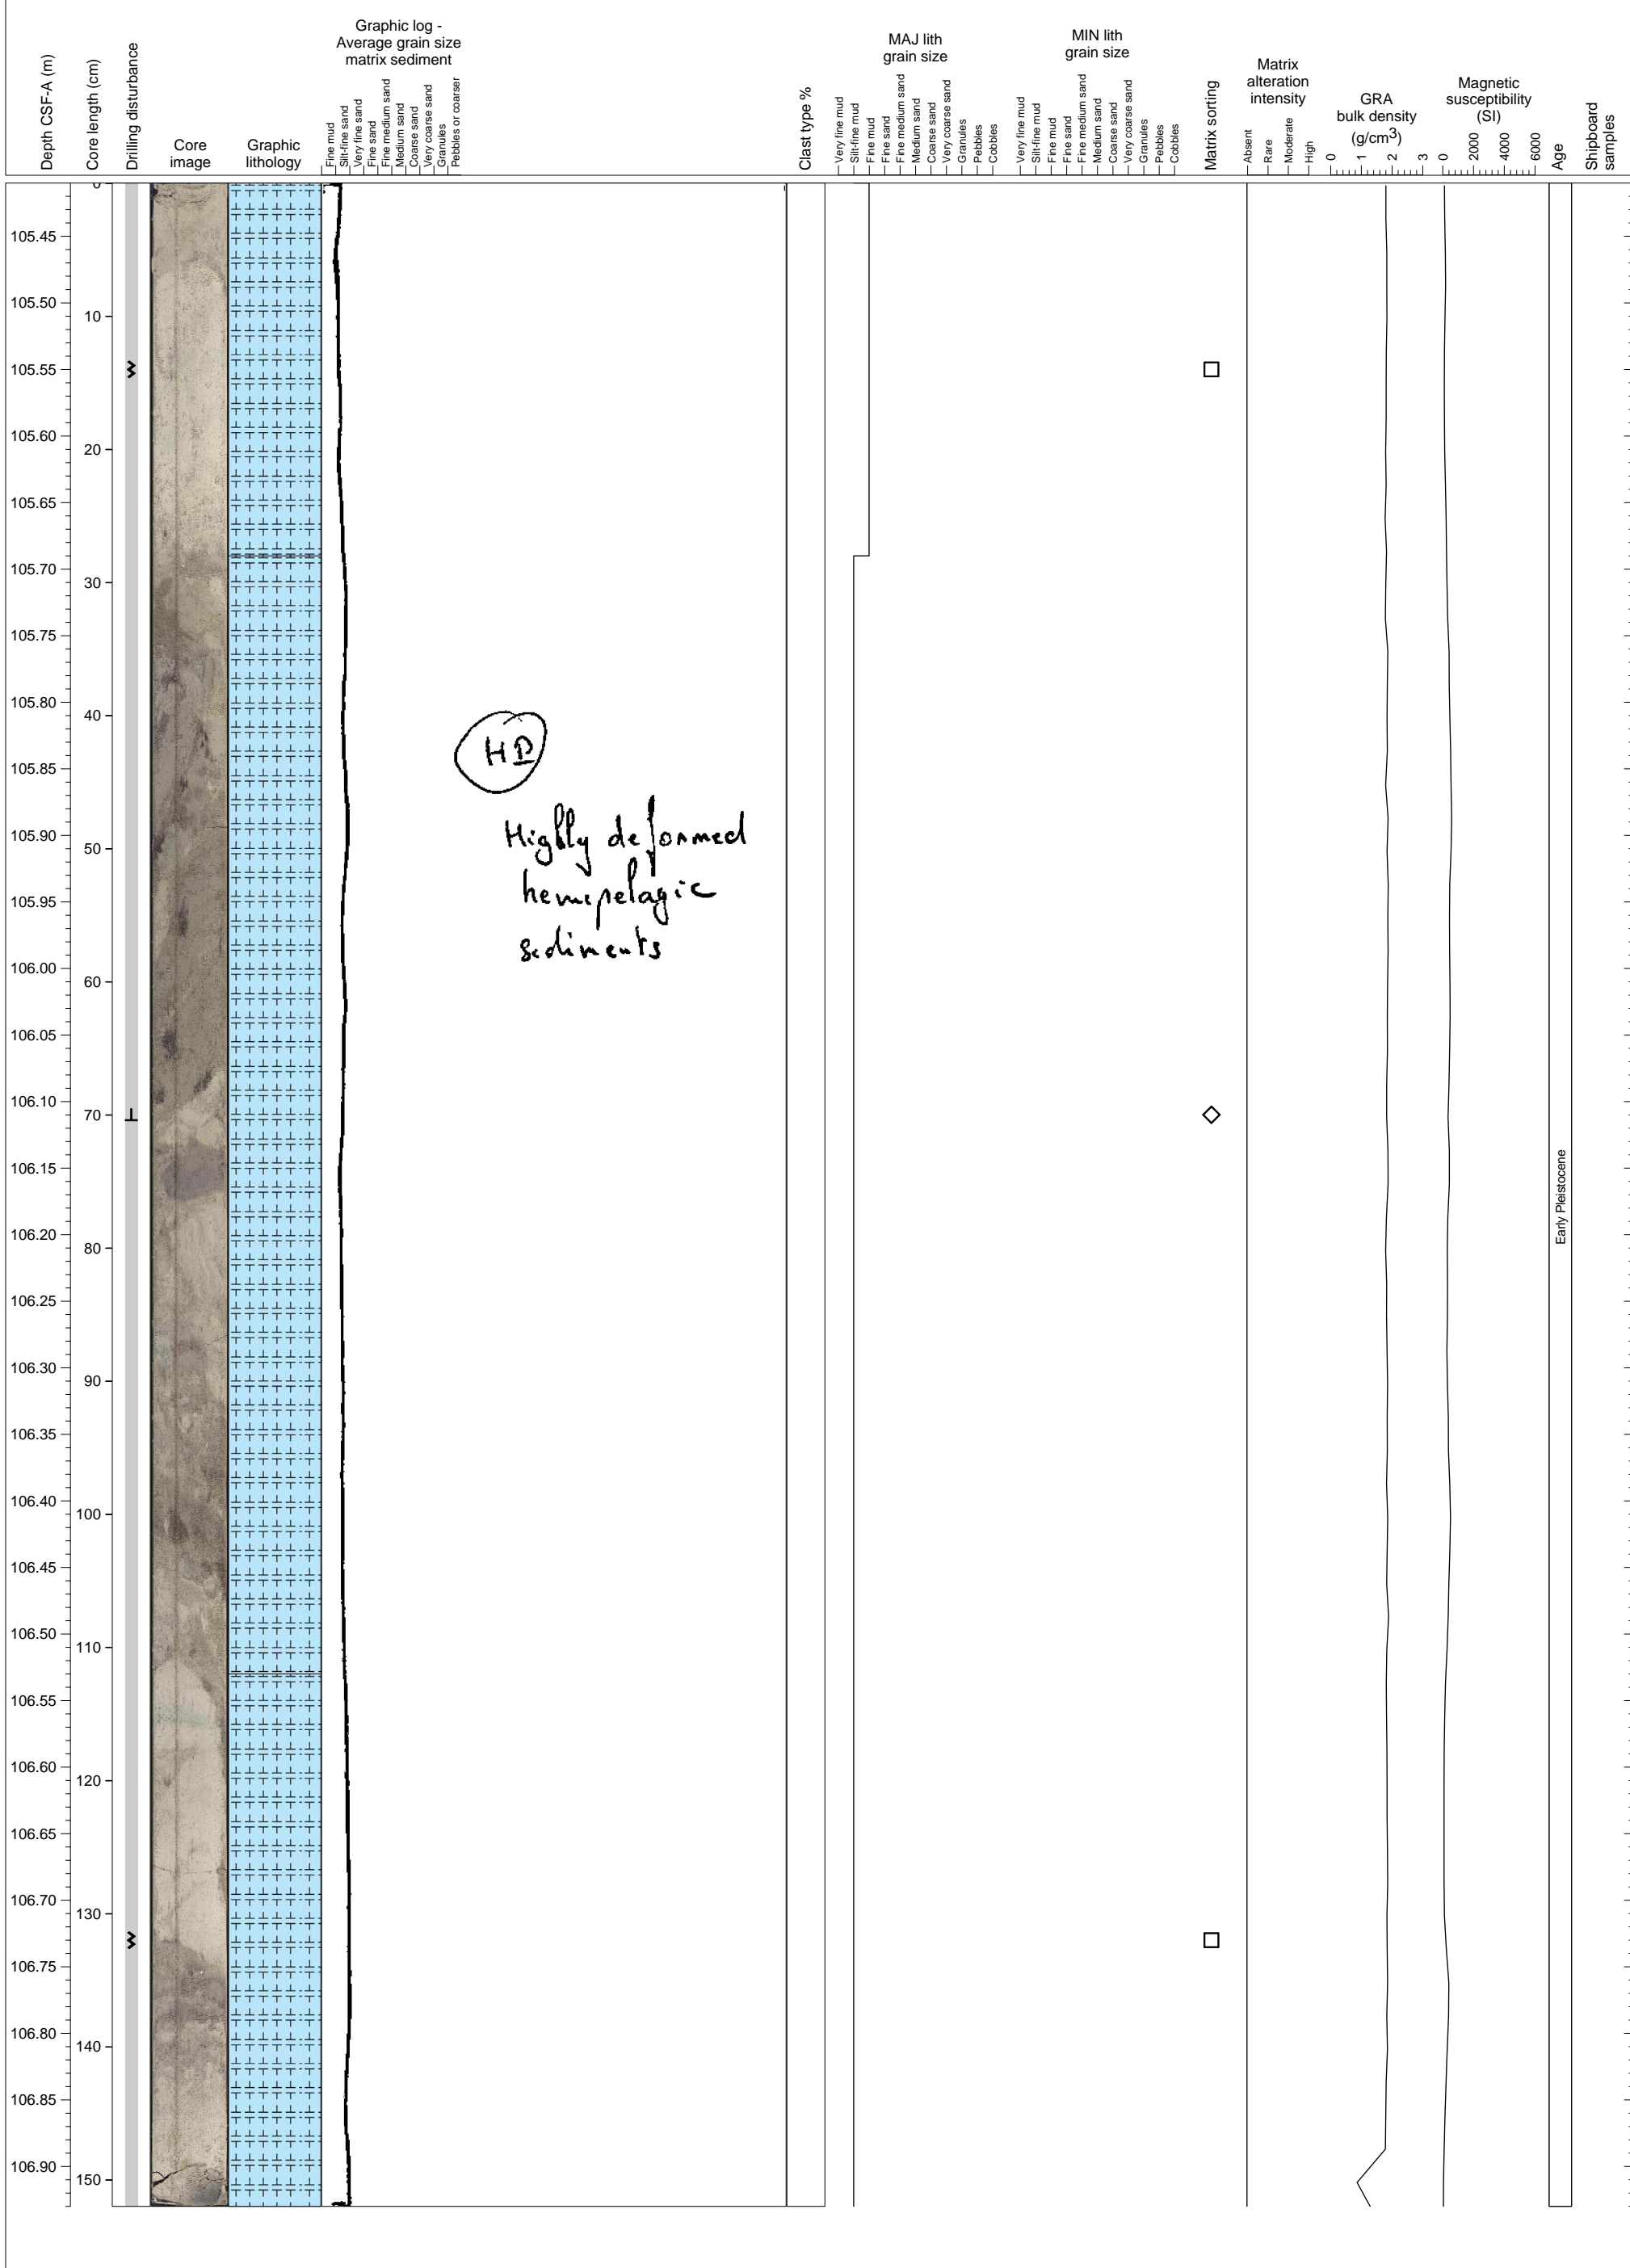 Graphic log -
Average grain size
matrix sediment
MAJ lith
grain size
MIN lith
grain size
Matrix
alteration
intensity
GRA
bulk density
(g/cm3)
Magnetic
susceptibility
(SI)
Depth CSF-A (m)
Core length (cm)
Drilling disturbance
Core
image
Graphic
lithology
Fine mud
Silt-fine sand
Very fine sand
Fine sand
Fine medium sand
Medium sand
Coarse sand
Very coarse sand
Granules
Pebbles or coarser
Clast type %
Very fine mud
Silt-fine mud
Fine mud
Fine sand
Fine medium sand
Medium sand
Coarse sand
Very coarse sand
Granules
Pebbles
Cobbles
Very fine mud
Silt-fine mud
Fine mud
Fine sand
Fine medium sand
Medium sand
Coarse sand
Very coarse sand
Granules
Pebbles
Cobbles
Matrix sorting
Absent
Rare
Moderate
High
0 1 2 3
0 2000 4000 6000
Age
Shipboard
samples
0
105.45
105.50
10
105.55
105.60
20
105.65
105.70
30
105.75
105.80
40
105.85
105.90
50
105.95
106.00
60
106.05
106.10
70
106.15
106.20
80
106.25
106.30
90
106.35
106.40
100
106.45
106.50
110
106.55
106.60
120
106.65
106.70
130
106.75
106.80
140
106.85
106.90
150
HD
Highly deformed
hemipelagic
sediments
Early Pleistocene